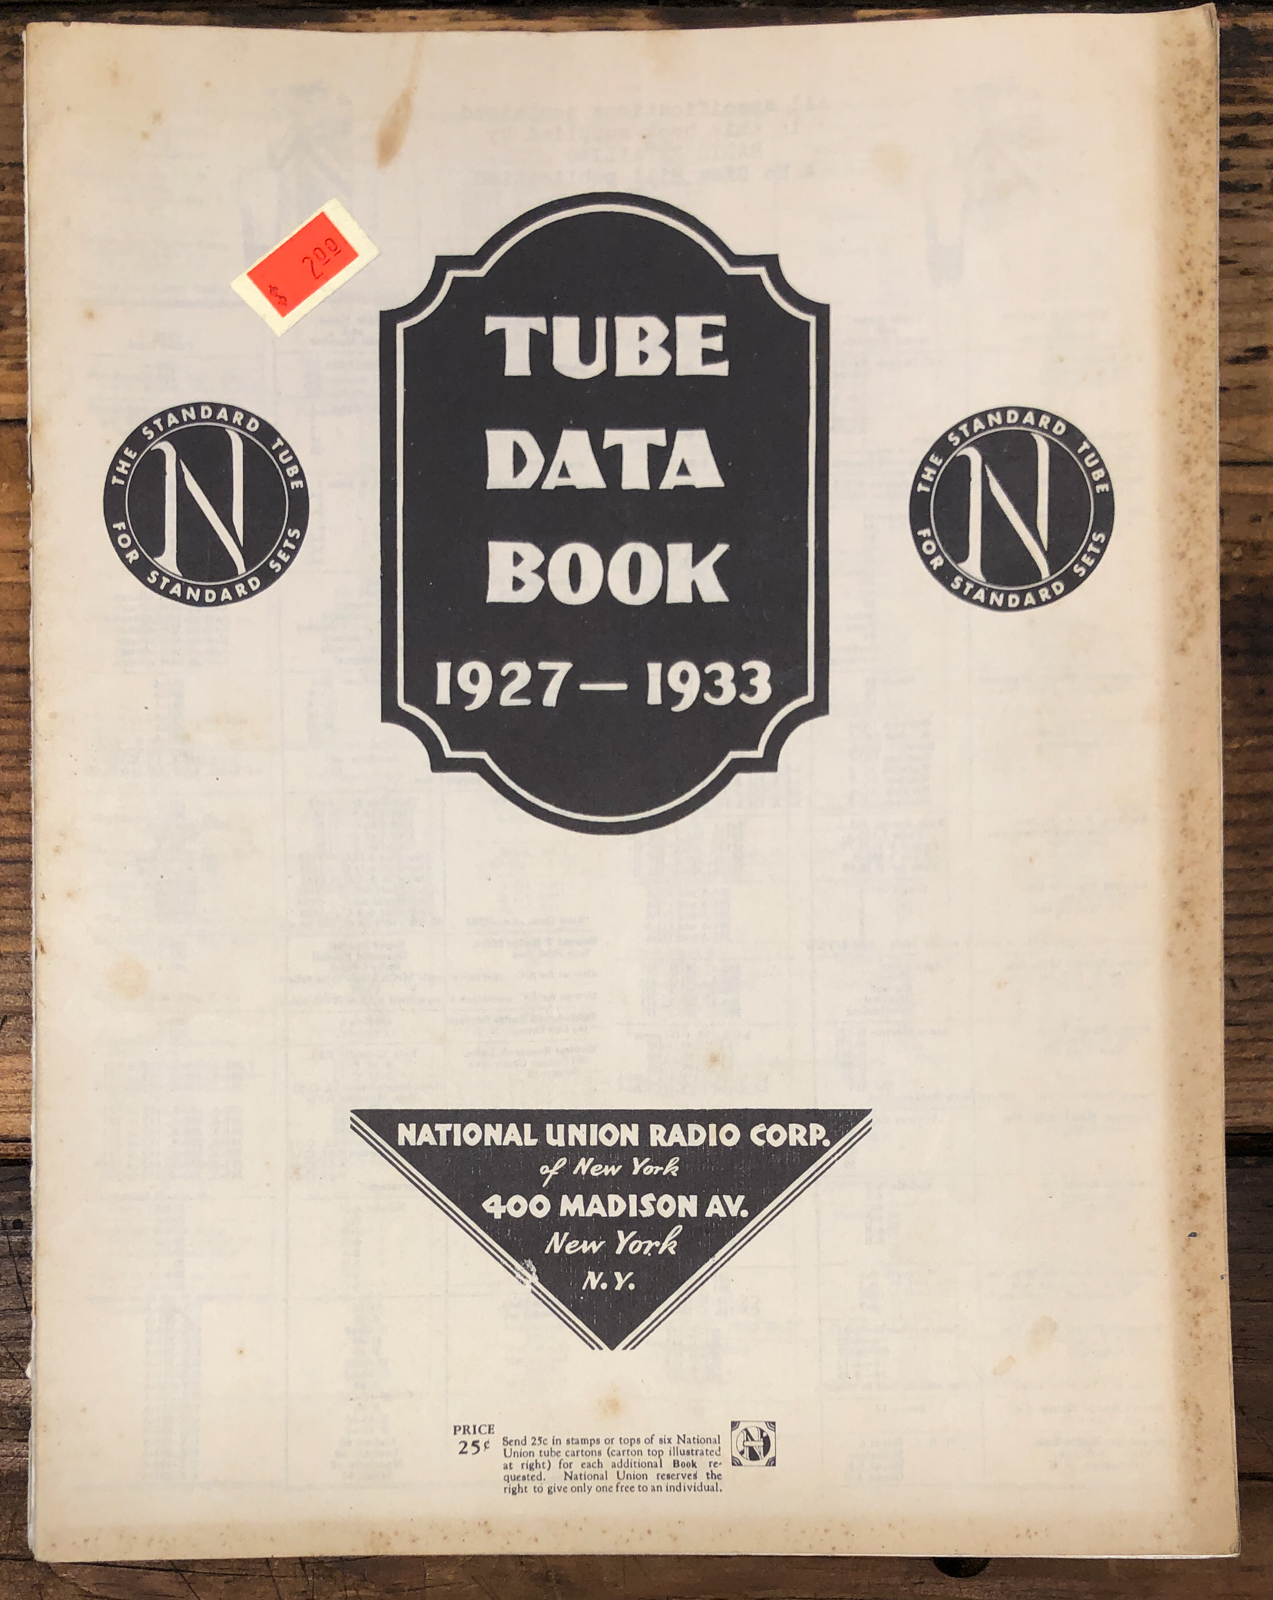 $ 2.00
TUBE
DATA
BOOK
1927 — 1933
THE STANDARD TUBE
FOR STANDARD SETS
N
THE STANDARD TUBE
FOR STANDARD SETS
N
NATIONAL UNION RADIO CORP.
of New York
400 MADISON AV.
New York
N.Y.
PRICE
25¢
Send 25c in stamps or tops of six National
Union tube cartons (carton top illustrated
at right) for each additional Book re-
quested. National Union reserves the
right to give only one free to an individual.
N